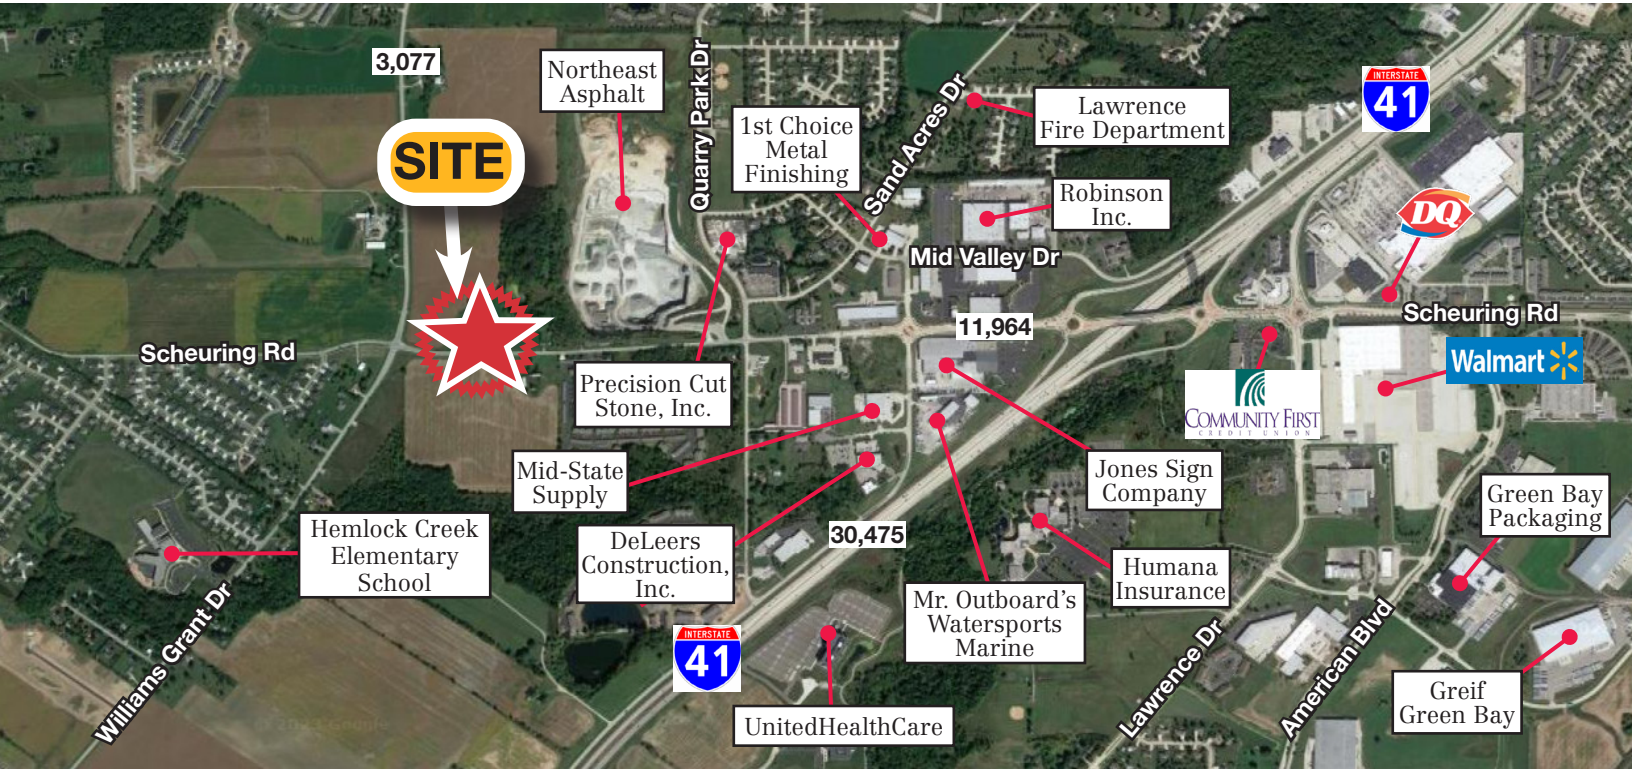 3,077
Northeast
Asphalt
Quarry Park Dr
1st Choice
Metal
Finishing
Sand Acres Dr
Lawrence
Fire Department
INTERSTATE
41
SITE
Robinson
Inc.
DQ
Mid Valley Dr
11,964
Scheuring Rd
Scheuring Rd
Walmart
Precision Cut
Stone, Inc.
COMMUNITY FIRST
CREDIT UNION
Mid-State
Supply
Jones Sign
Company
Green Bay
Packaging
Hemlock Creek
Elementary
School
DeLeers
Construction,
Inc.
30,475
Humana
Insurance
Mr. Outboard’s
Watersports
Marine
Williams Grant Dr
INTERSTATE
41
Lawrence Dr
American Blvd
Greif
Green Bay
UnitedHealthCare